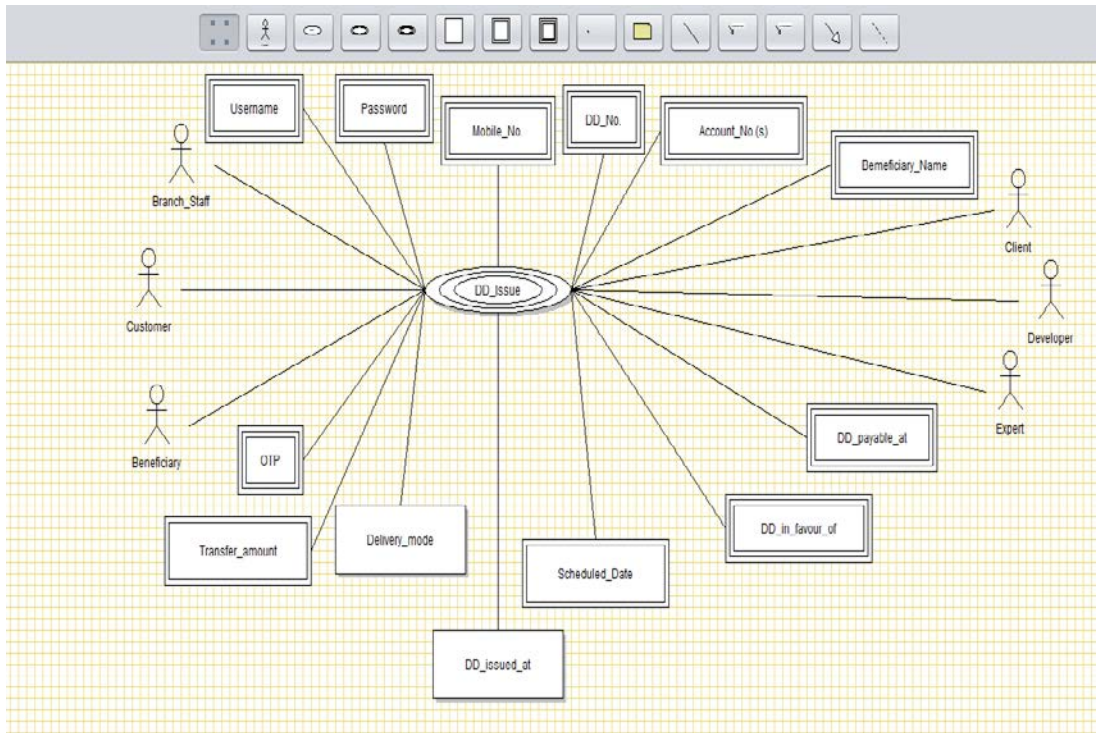 Username
Password
Mobile_No.
DD_No.
Account_No (s)
Bemeficiary_Name
Branch_Staff
Client
DD_Issue
Customer
Developer
Beneficiary
Expert
OTP
DD_payable_at
Transfer_amount
Delivery_mode
DD_in_favour_of
Scheduled_Date
DD_issued_at